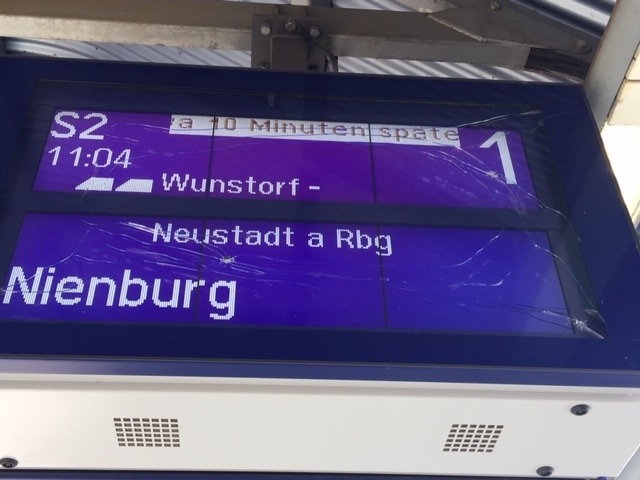 S2 a 10 Minuten späte 1
11:04
Wunstorf -
Neustadt a Rbg
Nienburg